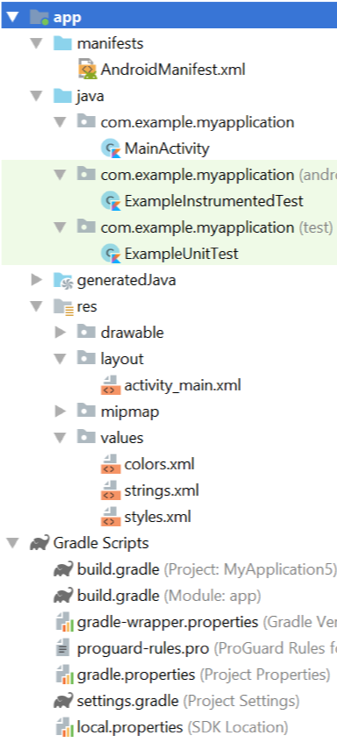 app
manifests
AndroidManifest.xml
java
com.example.myapplication
MainActivity
com.example.myapplication (andr
ExampleInstrumentedTest
com.example.myapplication (test)
ExampleUnitTest
generatedJava
res
drawable
layout
activity_main.xml
mipmap
values
colors.xml
strings.xml
styles.xml
Gradle Scripts
build.gradle (Project: MyApplication5)
build.gradle (Module: app)
gradle-wrapper.properties (Gradle Ver
proguard-rules.pro (ProGuard Rules fo
gradle.properties (Project Properties)
settings.gradle (Project Settings)
local.properties (SDK Location)